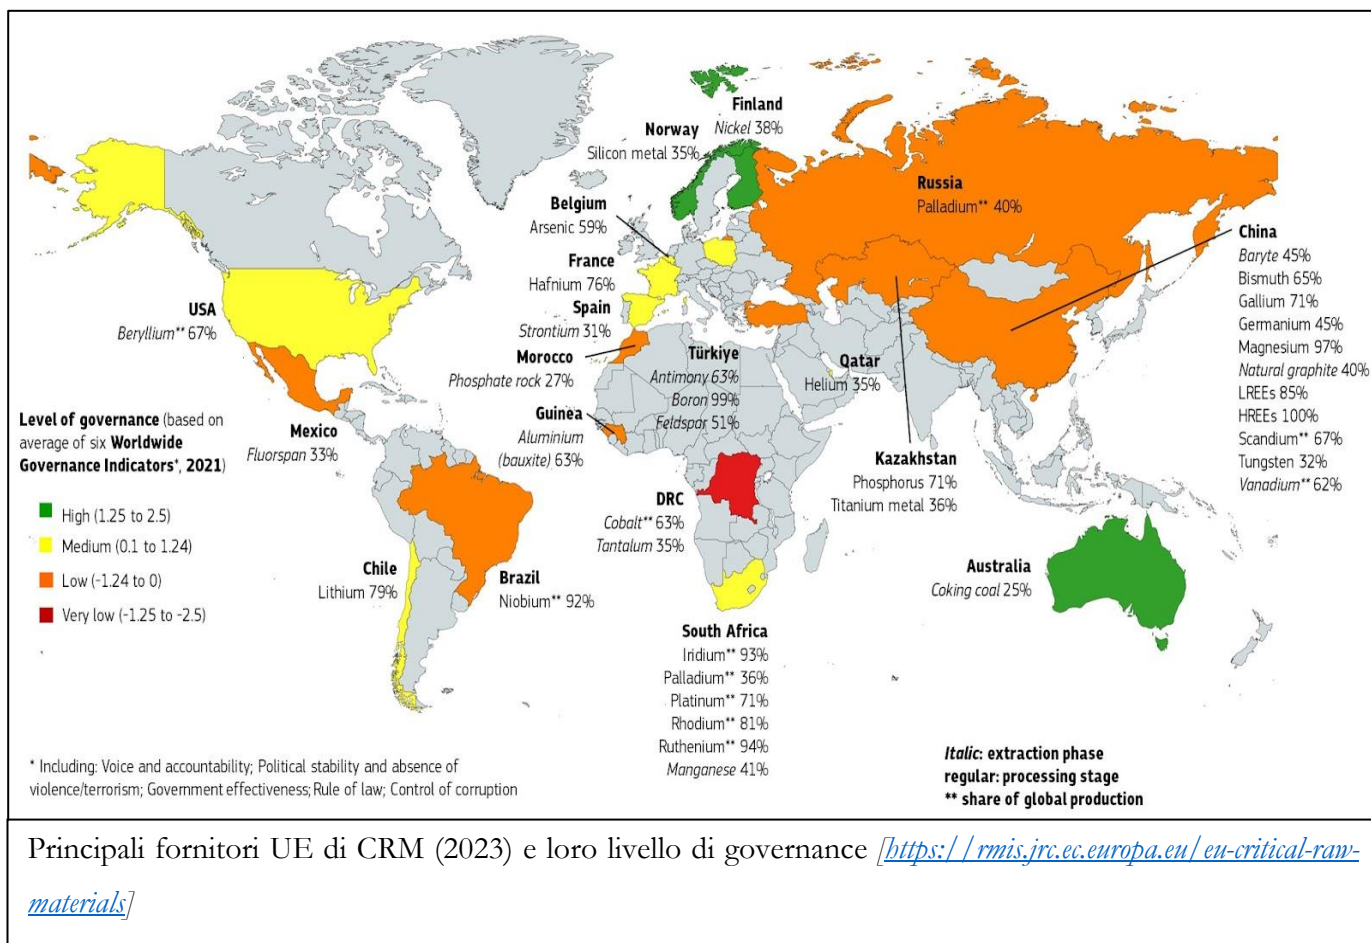 Finland
Nickel 38%
Norway
Silicon metal 35%
Belgium
Arsenic 59%
France
Hafnium 76%
Spain
Strontium 31%
Morocco
Phosphate rock 27%
Guinea
Aluminium
(bauxite) 63%
Türkiye
Antimony 63%
Boron 99%
Feldspar 51%
Qatar
Helium 35%
Russia
Palladium** 40%
China
Baryte 45%
Bismuth 65%
Gallium 71%
Germanium 45%
Magnesium 97%
Natural graphite 40%
LREEs 85%
HREEs 100%
Scandium** 67%
Tungsten 32%
Vanadium** 62%
Kazakhstan
Phosphorus 71%
Titanium metal 36%
USA
Beryllium** 67%
Mexico
Fluorspan 33%
Level of governance (based on
average of six Worldwide
Governance Indicators*, 2021)
High (1.25 to 2.5)
Medium (0.1 to 1.24)
Low (-1.24 to 0)
Very low (-1.25 to -2.5)
Chile
Lithium 79%
Brazil
Niobium** 92%
DRC
Cobalt** 63%
Tantalum 35%
South Africa
Iridium** 93%
Palladium** 36%
Platinum** 71%
Rhodium** 81%
Ruthenium** 94%
Manganese 41%
Australia
Coking coal 25%
* Including: Voice and accountability; Political stability and absence of
violence/terrorism; Government effectiveness; Rule of law; Control of corruption
Italic: extraction phase
regular: processing stage
** share of global production
Principali fornitori UE di CRM (2023) e loro livello di governance [https://rmis.jrc.ec.europa.eu/eu-critical-raw-
materials]